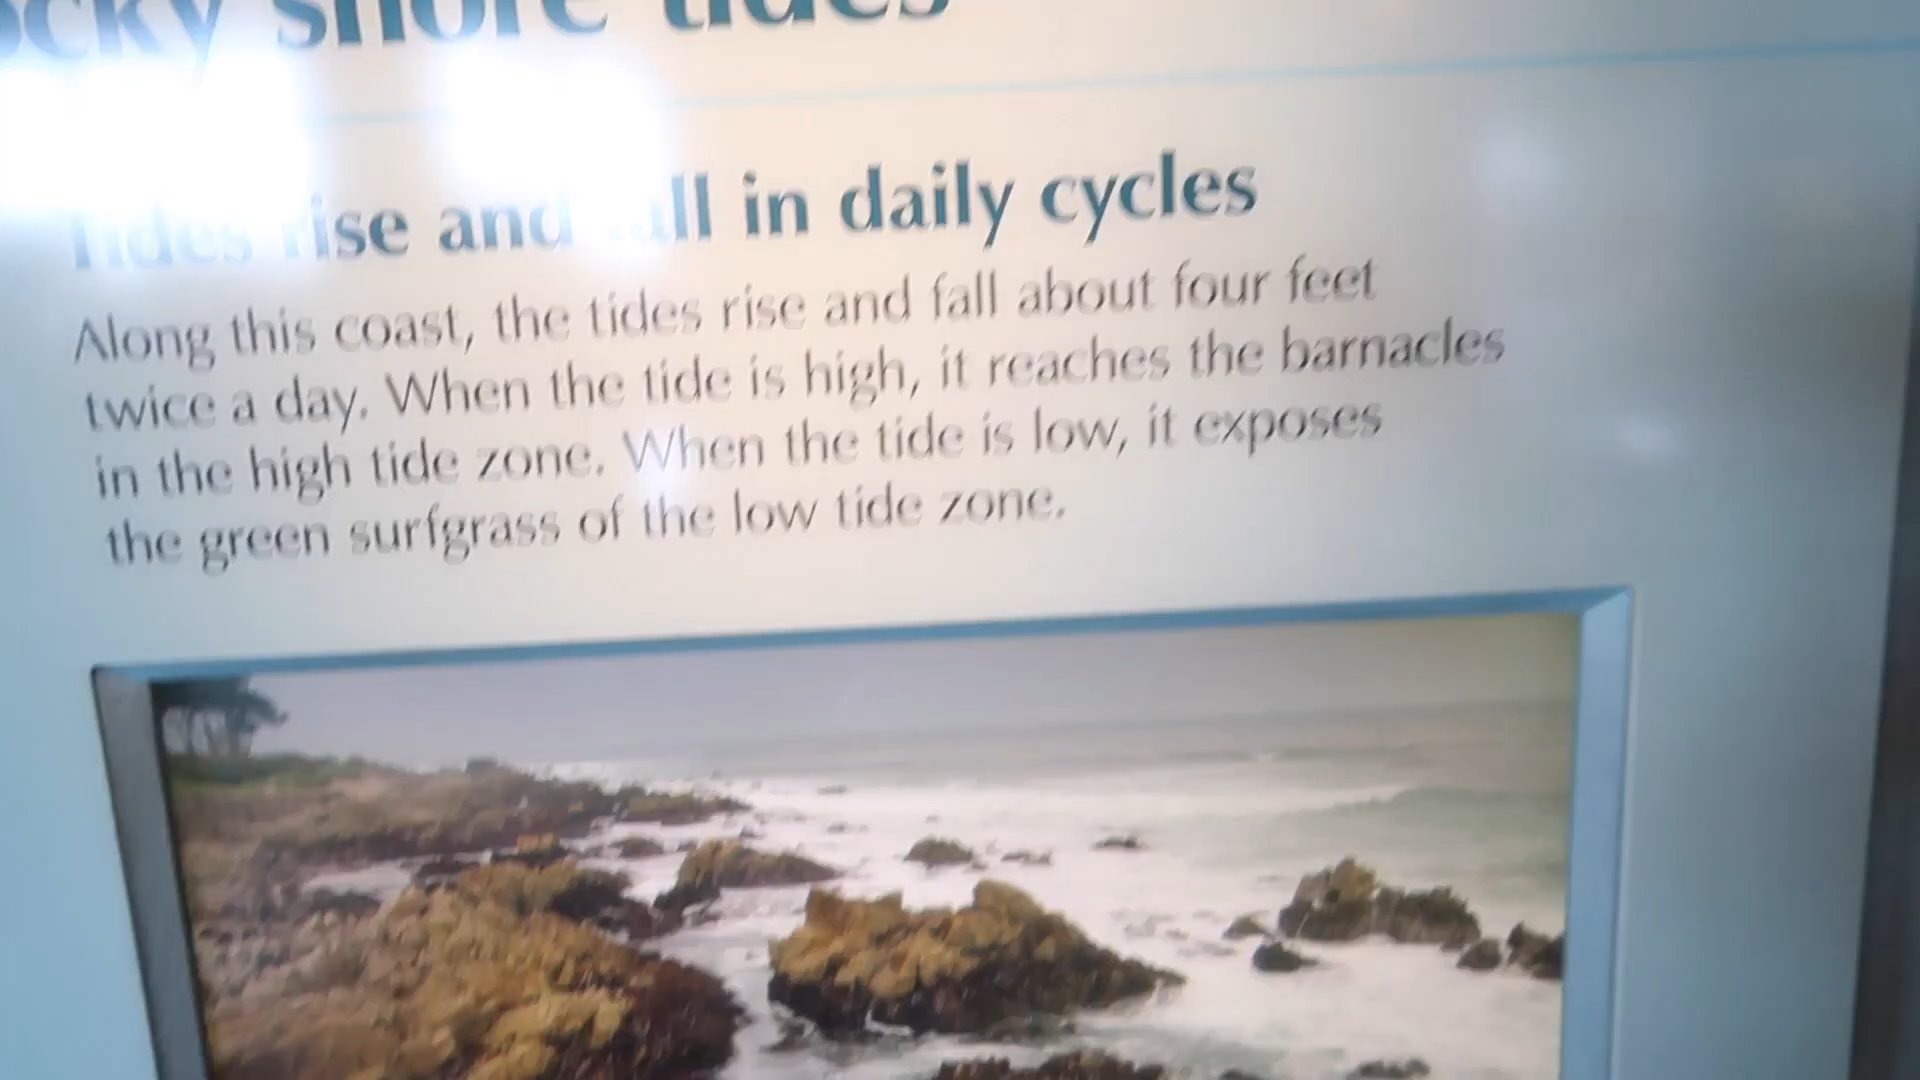 shore tides
Tides rise and fall in daily cycles
Along this coast, the tides rise and fall about four feet
twice a day. When the tide is high, it reaches the barnacles
in the high tide zone. When the tide is low, it exposes
the green surfgrass of the low tide zone.